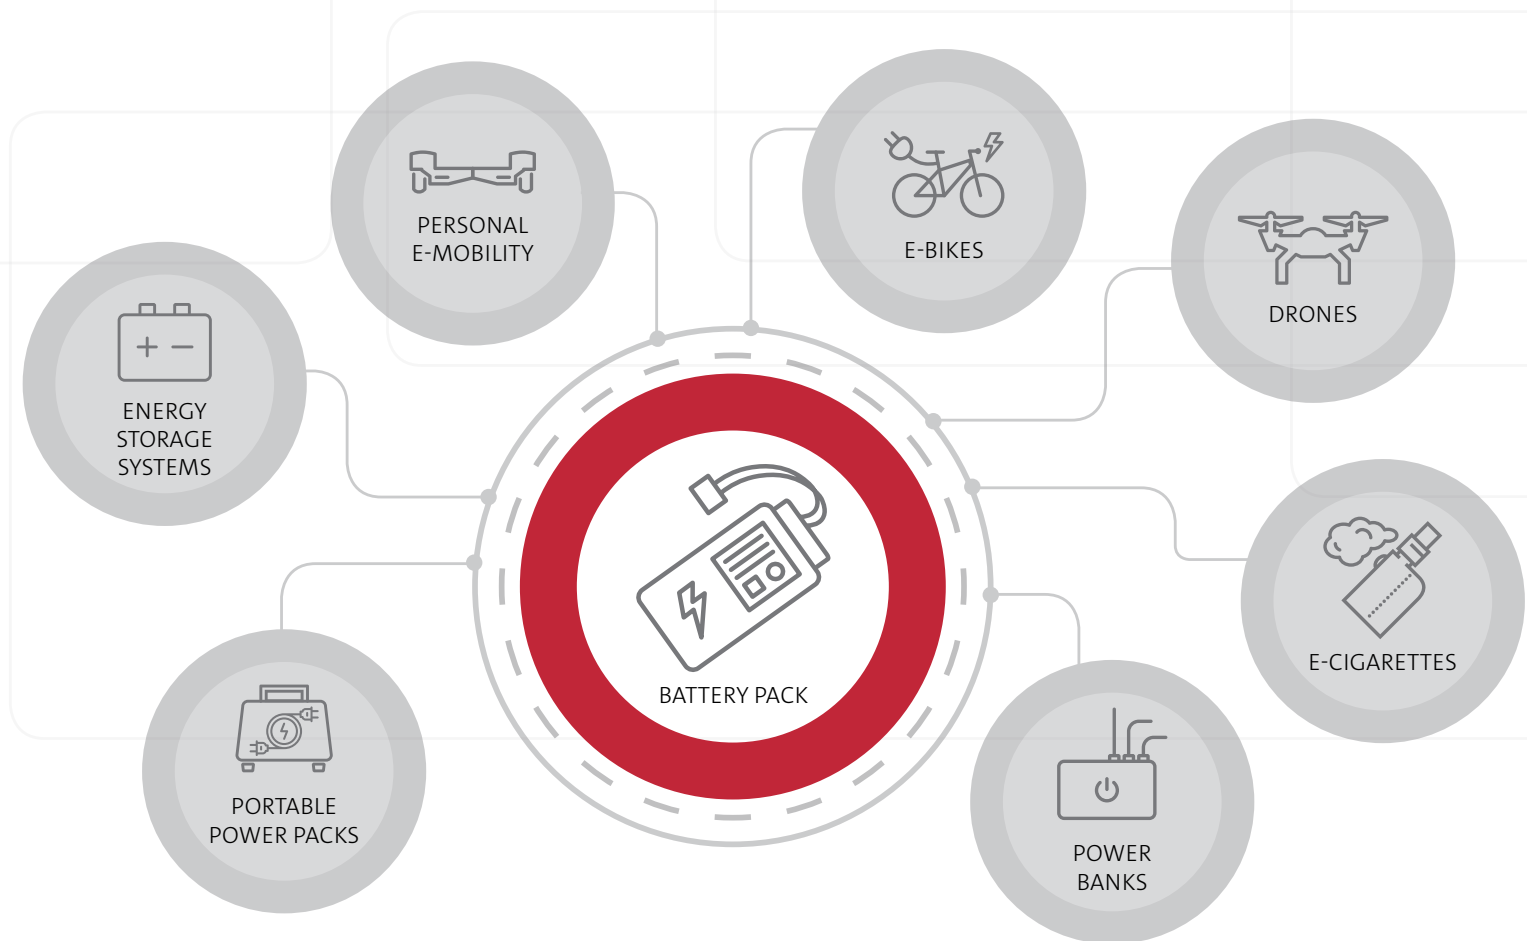 PERSONAL
E-MOBILITY
E-BIKES
DRONES
ENERGY
STORAGE
SYSTEMS
E-CIGARETTES
BATTERY PACK
PORTABLE
POWER PACKS
POWER
BANKS